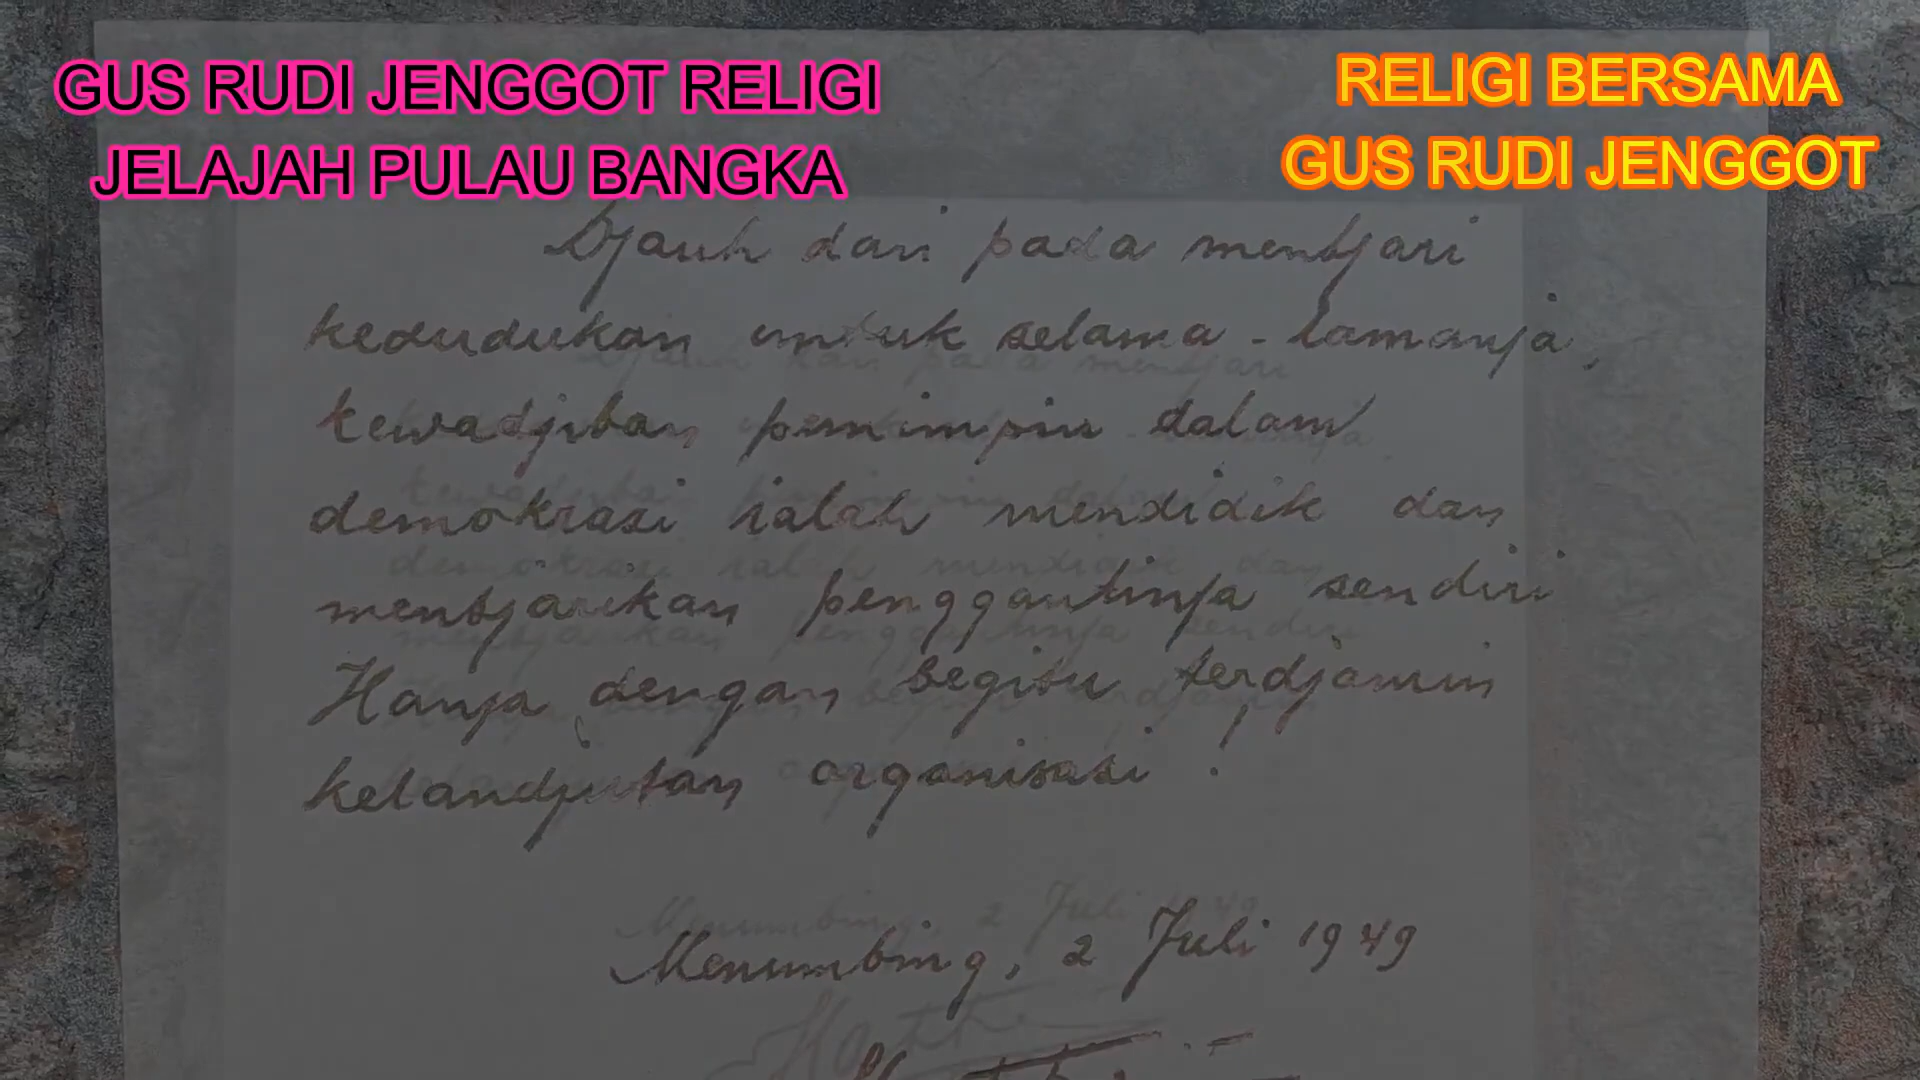 GUS RUDI JENGGOT RELIGI
JELAJAH PULAU BANGKA
RELIGI BERSAMA
GUS RUDI JENGGOT
Djauh dari pada mentjari
kedudukan untuk selama-lamanja,
kewadjiban pemimpin dalam
demokrasi ialah mendidik dan
mentjarikan penggantinja sendiri
Hanja dengan begitu terdjamin
kelandjutan organisasi!
Menumbing, 2 Juli 1949